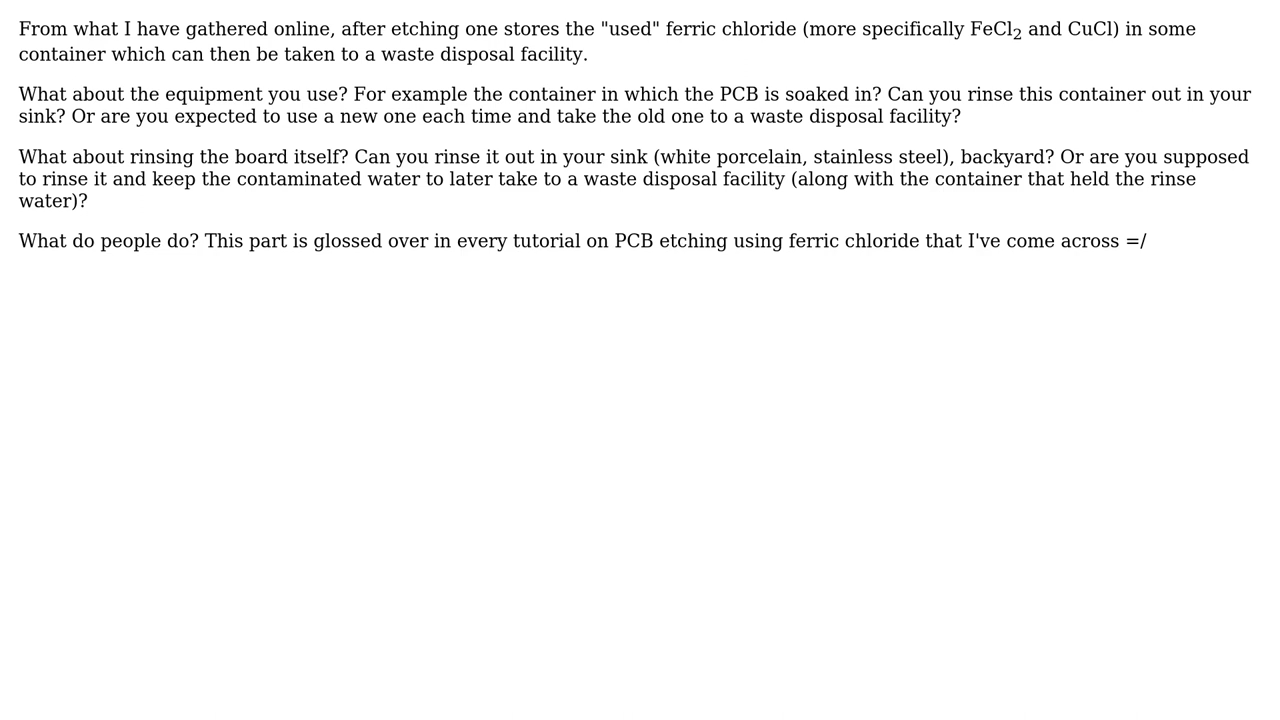 From what I have gathered online, after etching one stores the "used" ferric chloride (more specifically FeCl2 and CuCl) in some
container which can then be taken to a waste disposal facility.
What about the equipment you use? For example the container in which the PCB is soaked in? Can you rinse this container out in your
sink? Or are you expected to use a new one each time and take the old one to a waste disposal facility?
What about rinsing the board itself? Can you rinse it out in your sink (white porcelain, stainless steel), backyard? Or are you supposed
to rinse it and keep the contaminated water to later take to a waste disposal facility (along with the container that held the rinse
water)?
What do people do? This part is glossed over in every tutorial on PCB etching using ferric chloride that I've come across =/